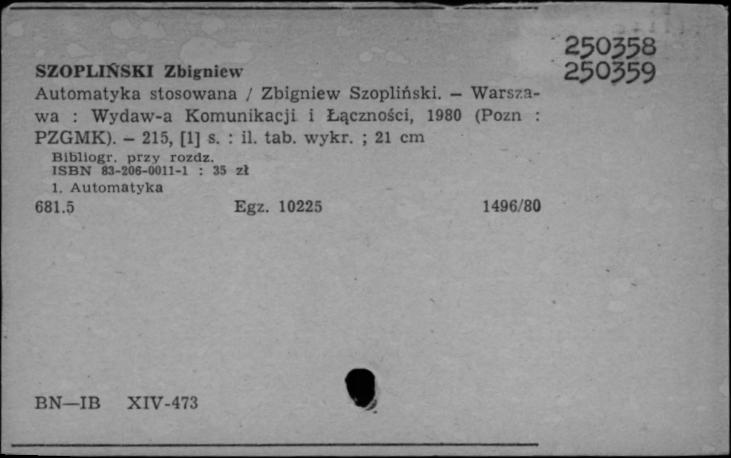 250358
250359
SZOPLIŃSKI Zbigniew
Automatyka stosowana / Zbigniew Szopliński. — Warsza-
wa : Wydaw-a Komunikacji i Łączności, 1980 (Pozn :
PZGMK). — 215, [1] s. : il. tab. wykr. ; 21 cm
Bibliogr. przy rozdz.
ISBN 83-206-0011-1 : 35 zł
1. Automatyka
681.5 Egz. 10225 1496/80
BN—IB XIV-473